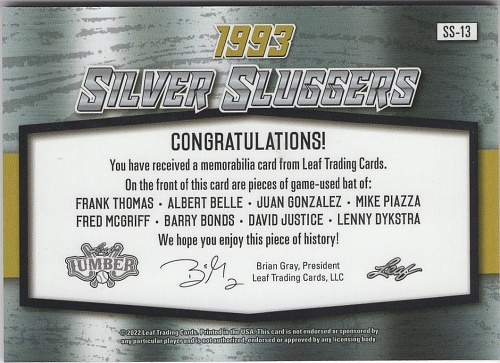 1993
SS-13
SILVER SLUGGERS
CONGRATULATIONS!
You have received a memorabilia card from Leaf Trading Cards.
On the front of this card are pieces of game-used bat of:
FRANK THOMAS • ALBERT BELLE • JUAN GONZALEZ • MIKE PIAZZA
FRED MCGRIFF • BARRY BONDS • DAVID JUSTICE • LENNY DYKSTRA
We hope you enjoy this piece of history!
Leaf
LUMBER
Brian Gray, President
Leaf Trading Cards, LLC
Leaf
© 2022 Leaf Trading Cards. Printed in the USA. This card is not endorsed or sponsored by
any particular player and is not authorized, endorsed or approved by any licensing body.